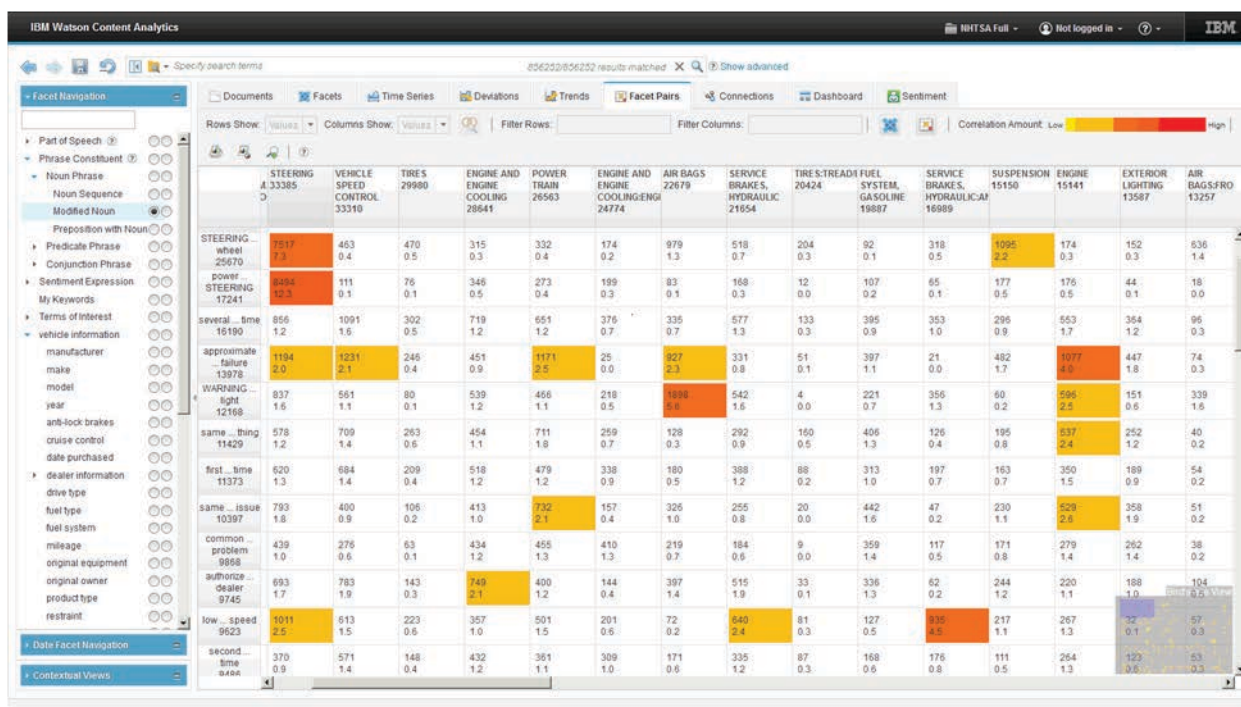 IBM Watson Content Analytics
NHTSA Full
Not logged in
IBM
Specify search terms
856252/856252 results matched
Show advanced
Facet Navigation
Part of Speech
Phrase Constituent
Noun Phrase
Noun Sequence
Modified Noun
Preposition with Noun
Predicate Phrase
Conjunction Phrase
Sentiment Expression
My Keywords
Terms of Interest
vehicle information
manufacturer
make
model
year
anti-lock brakes
cruise control
date purchased
dealer information
drive type
fuel type
fuel system
mileage
original equipment
original owner
product type
restraint
Date Facet Navigation
Contextual Views
Documents Facets Time Series Deviations Trends Facet Pairs Connections Dashboard Sentiment
Rows Show: Values Columns Show: Values Filter Rows: Filter Columns: Correlation Amount: Low High
STEERING 33385
VEHICLE SPEED CONTROL 33310
TIRES 29980
ENGINE AND ENGINE COOLING 28641
POWER TRAIN 26563
ENGINE AND ENGINE COOLING:ENGI 24774
AIR BAGS 22679
SERVICE BRAKES, HYDRAULIC 21654
TIRES:TREAD/I 20424
FUEL SYSTEM, GASOLINE 19887
SERVICE BRAKES, HYDRAULIC:AN 16989
SUSPENSION 15150
ENGINE 15141
EXTERIOR LIGHTING 13587
AIR BAGS:FRO 13257
STEERING ... wheel 25670
7517 463 470 315 332 174 979 518 204 92 318 1095 174 152 636
7.3 0.4 0.5 0.3 0.4 0.2 1.3 0.7 0.3 0.1 0.5 2.2 0.3 0.3 1.4
power ... STEERING 17241
8494 111 76 346 273 199 83 168 12 107 65 177 176 44 18
12.3 0.1 0.1 0.5 0.4 0.3 0.1 0.3 0.0 0.2 0.1 0.5 0.5 0.1 0.0
several ... time 16190
856 1091 302 719 651 376 335 577 133 395 353 296 553 364 96
1.2 1.6 0.5 1.2 1.2 0.7 0.7 1.3 0.3 0.9 1.0 0.9 1.7 1.2 0.3
approximate ... failure 13978
1194 1231 246 451 1171 25 927 331 51 397 21 482 1077 447 74
2.0 2.1 0.4 0.9 2.5 0.0 2.3 0.8 0.1 1.1 0.0 1.7 4.0 1.8 0.3
WARNING ... light 12168
837 561 80 539 466 218 1898 542 4 221 356 60 596 151 339
1.6 1.1 0.1 1.2 1.1 0.5 5.6 1.6 0.0 0.7 1.3 0.2 2.5 0.6 1.6
same ... thing 11429
578 709 263 454 711 259 128 292 160 406 126 195 537 252 40
1.2 1.4 0.6 1.1 1.8 0.7 0.3 0.9 0.5 1.3 0.4 0.8 2.4 1.2 0.2
first ... time 11373
620 684 209 518 479 338 180 388 88 313 197 163 350 189 54
1.3 1.4 0.4 1.2 1.2 0.9 0.5 1.2 0.2 1.0 0.7 0.7 1.5 0.9 0.2
same ... issue 10397
793 400 106 413 732 157 326 255 20 442 47 230 529 358 51
1.8 0.9 0.2 1.0 2.1 0.4 1.0 0.8 0.0 1.6 0.2 1.1 2.6 1.9 0.2
common ... problem 9868
439 276 63 434 455 410 219 184 9 359 117 171 279 262 38
1.0 0.6 0.1 1.2 1.3 1.3 0.7 0.6 0.0 1.4 0.5 0.8 1.4 1.4 0.2
authorize ... dealer 9745
693 783 143 749 400 144 397 515 33 336 62 244 220 188 104
1.7 1.9 0.3 2.1 1.2 0.4 1.4 1.9 0.1 1.3 0.2 1.2 1.1 1.0
low ... speed 9623
1011 613 223 357 501 201 72 640 81 127 935 217 267 32 57
2.5 1.5 0.6 1.0 1.5 0.6 0.2 2.4 0.3 0.5 4.5 1.1 1.3 0.1 0.3
second ... time 9486
370 571 148 432 361 309 171 335 87 168 176 111 264 123 53
0.9 1.4 0.4 1.2 1.1 1.0 0.6 1.2 0.3 0.6 0.8 0.5 1.3